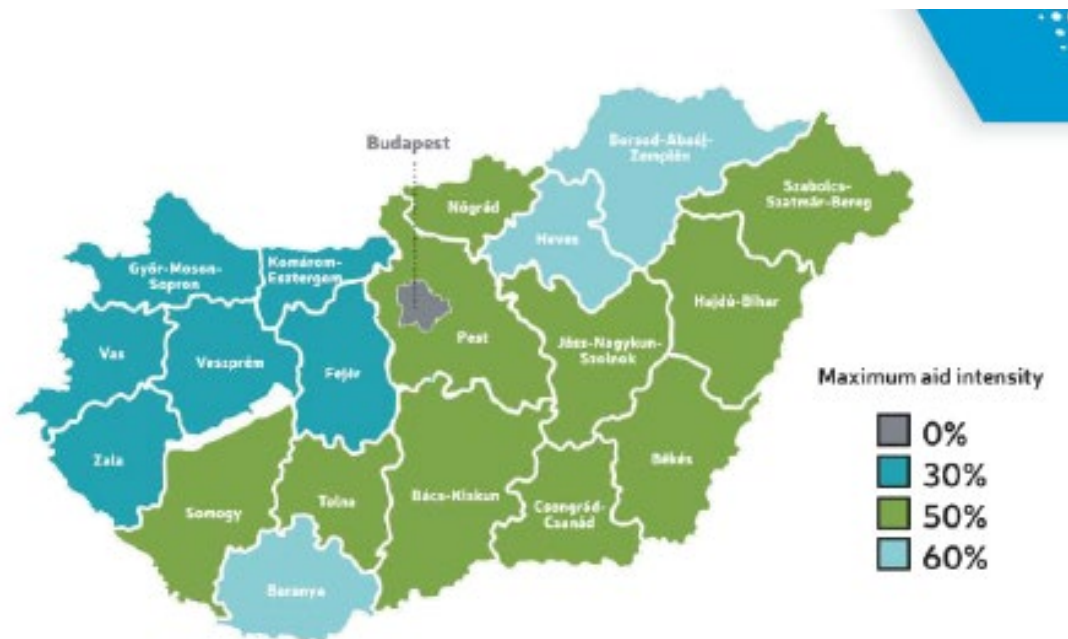 Budapest
Borsod-Abaúj-
Zemplén
Szabolcs-
Szatmár-Bereg
Nógrád
Heves
Győr-Moson-
Sopron
Komárom-
Esztergom
Hajdú-Bihar
Pest
Jász-Nagykun-
Szolnok
Vas
Veszprém
Fejér
Maximum aid intensity
0%
30%
50%
60%
Zala
Békés
Somogy
Tolna
Bács-Kiskun
Csongrád-
Csanád
Baranya